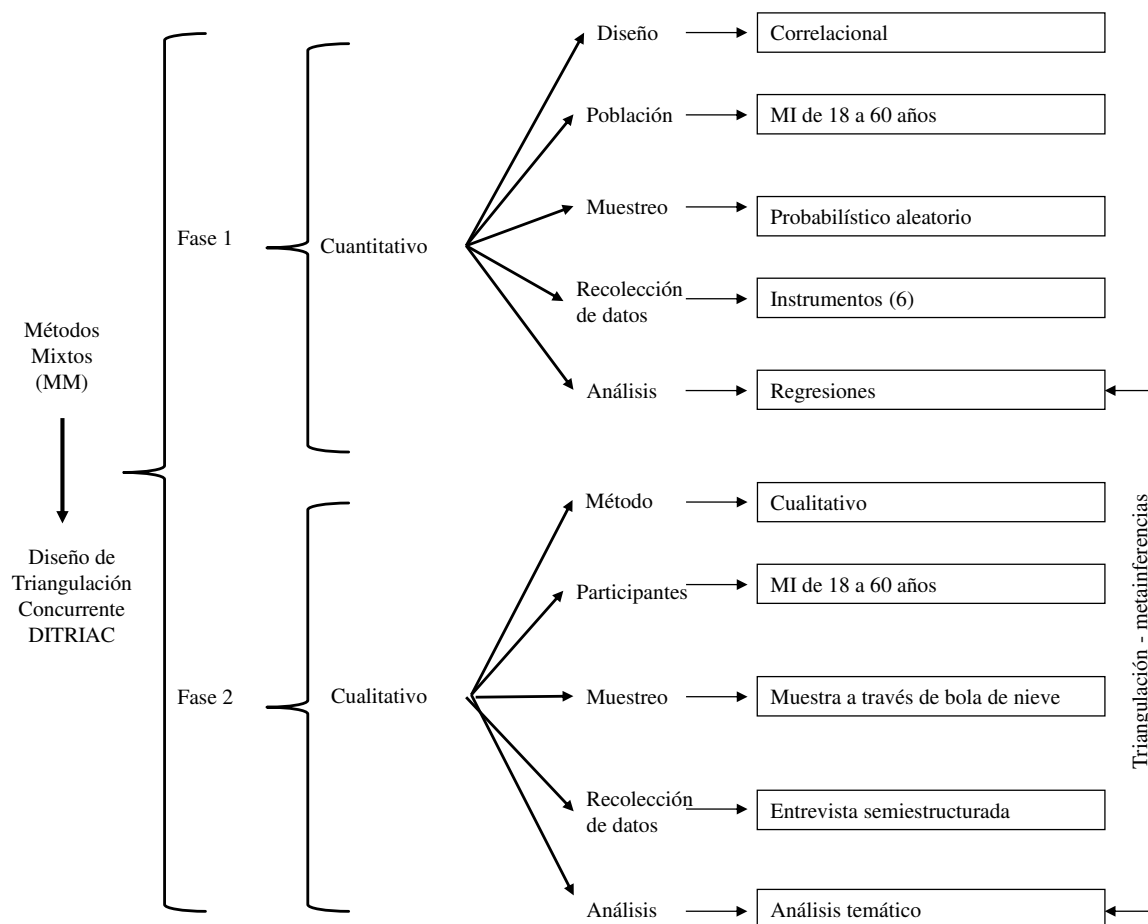 Métodos
Mixtos
(MM)
Diseño de
Triangulación
Concurrente
DITRIAC
Fase 1
Cuantitativo
Diseño
Correlacional
Población
MI de 18 a 60 años
Muestreo
Probabilístico aleatorio
Recolección
de datos
Instrumentos (6)
Análisis
Regresiones
Fase 2
Cualitativo
Método
Cualitativo
Participantes
MI de 18 a 60 años
Muestreo
Muestra a través de bola de nieve
Recolección
de datos
Entrevista semiestructurada
Análisis
Análisis temático
Triangulación - metainferencias